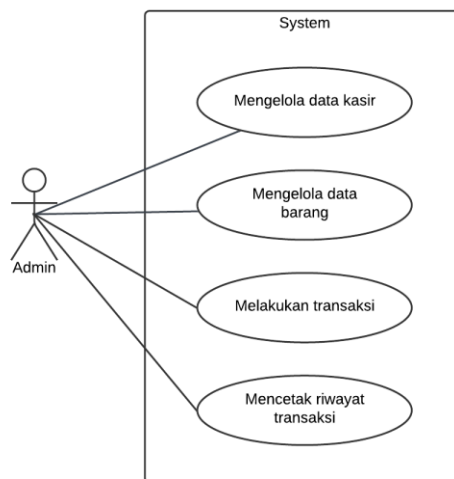 System
Mengelola data kasir
Mengelola data
barang
Admin
Melakukan transaksi
Mencetak riwayat
transaksi